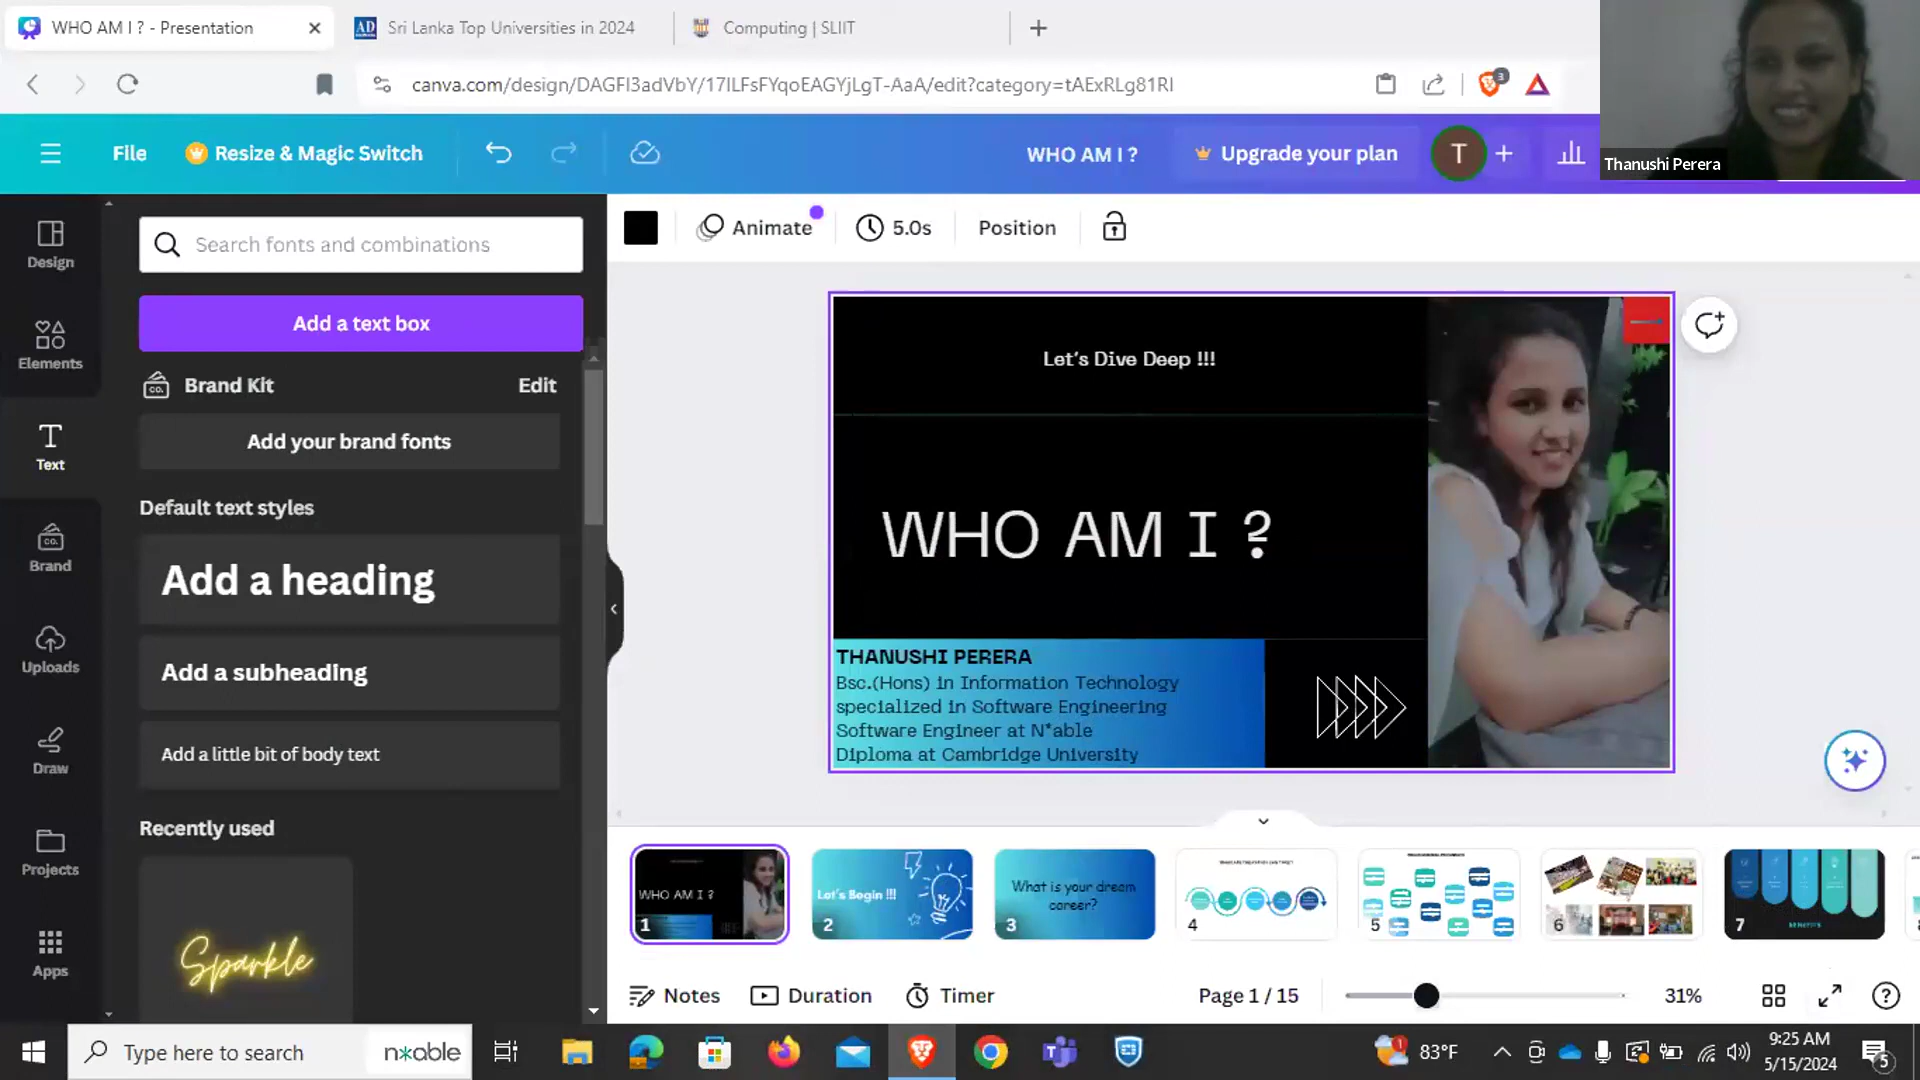 WHO AM I ? - Presentation
Sri Lanka Top Universities in 2024
Computing | SLIIT
canva.com/design/DAGFl3adVbY/17lLFsFYqoEAGYjLgT-AaA/edit?category=tAExRLg81RI
3
File
Resize & Magic Switch
WHO AM I ?
Upgrade your plan
T
Thanushi Perera
Design
Search fonts and combinations
Animate
5.0s
Position
Add a text box
Elements
Brand Kit
Edit
Add your brand fonts
Text
Default text styles
Add a heading
Brand
Add a subheading
Uploads
Add a little bit of body text
Draw
Recently used
Projects
Sparkle
Apps
Let's Dive Deep !!!
WHO AM I ?
THANUSHI PERERA
Bsc.(Hons) in Information Technology
specialized in Software Engineering
Software Engineer at N*able
Diploma at Cambridge University
WHO AM I ?
1
Let's Begin !!!
2
What is your dream
career?
3
4
5
6
7
BENEFITS
Notes
Duration
Timer
Page 1 / 15
31%
Type here to search
n*able
83°F
9:25 AM
5/15/2024
5